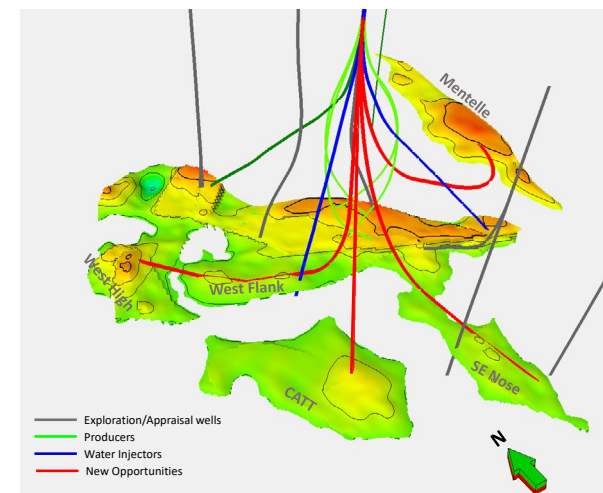 Mentelle
West High
West Flank
SE Nose
CATT
Exploration/Appraisal wells
Producers
Water Injectors
New Opportunities
N